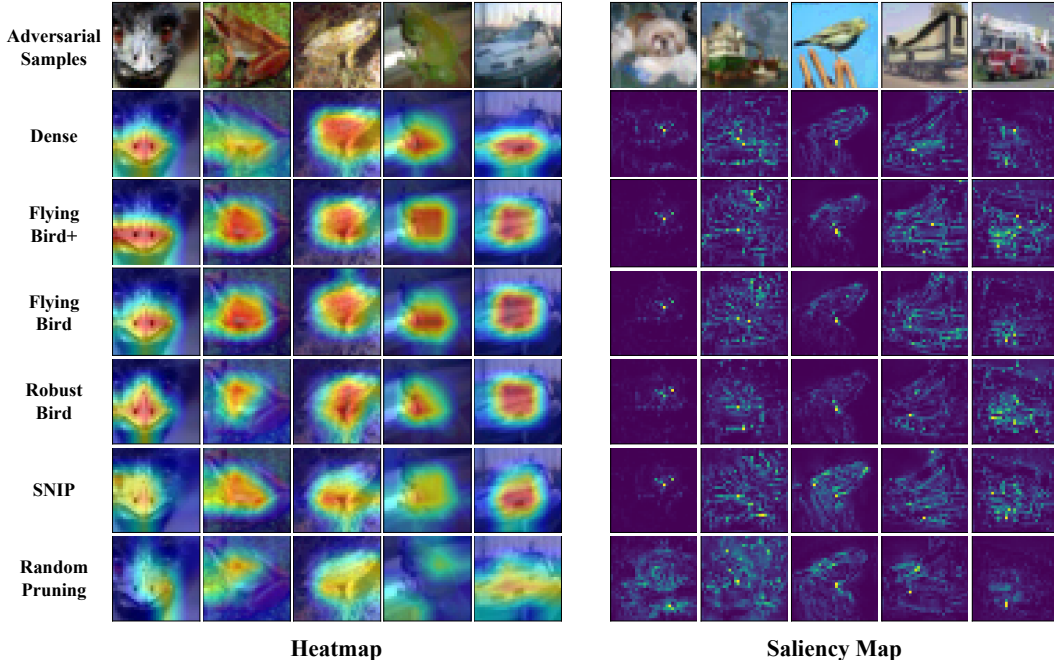 Adversarial
Samples
Dense
Flying
Bird+
Flying
Bird
Robust
Bird
SNIP
Random
Pruning
Heatmap
Saliency Map